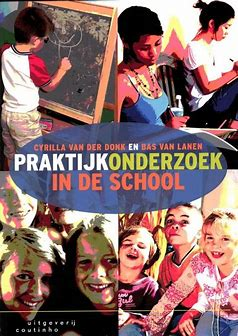 CYRILLA VAN DER DONK EN BAS VAN LANEN
PRAKTIJKONDERZOEK
IN DE SCHOOL
uitgeverij
coutinho